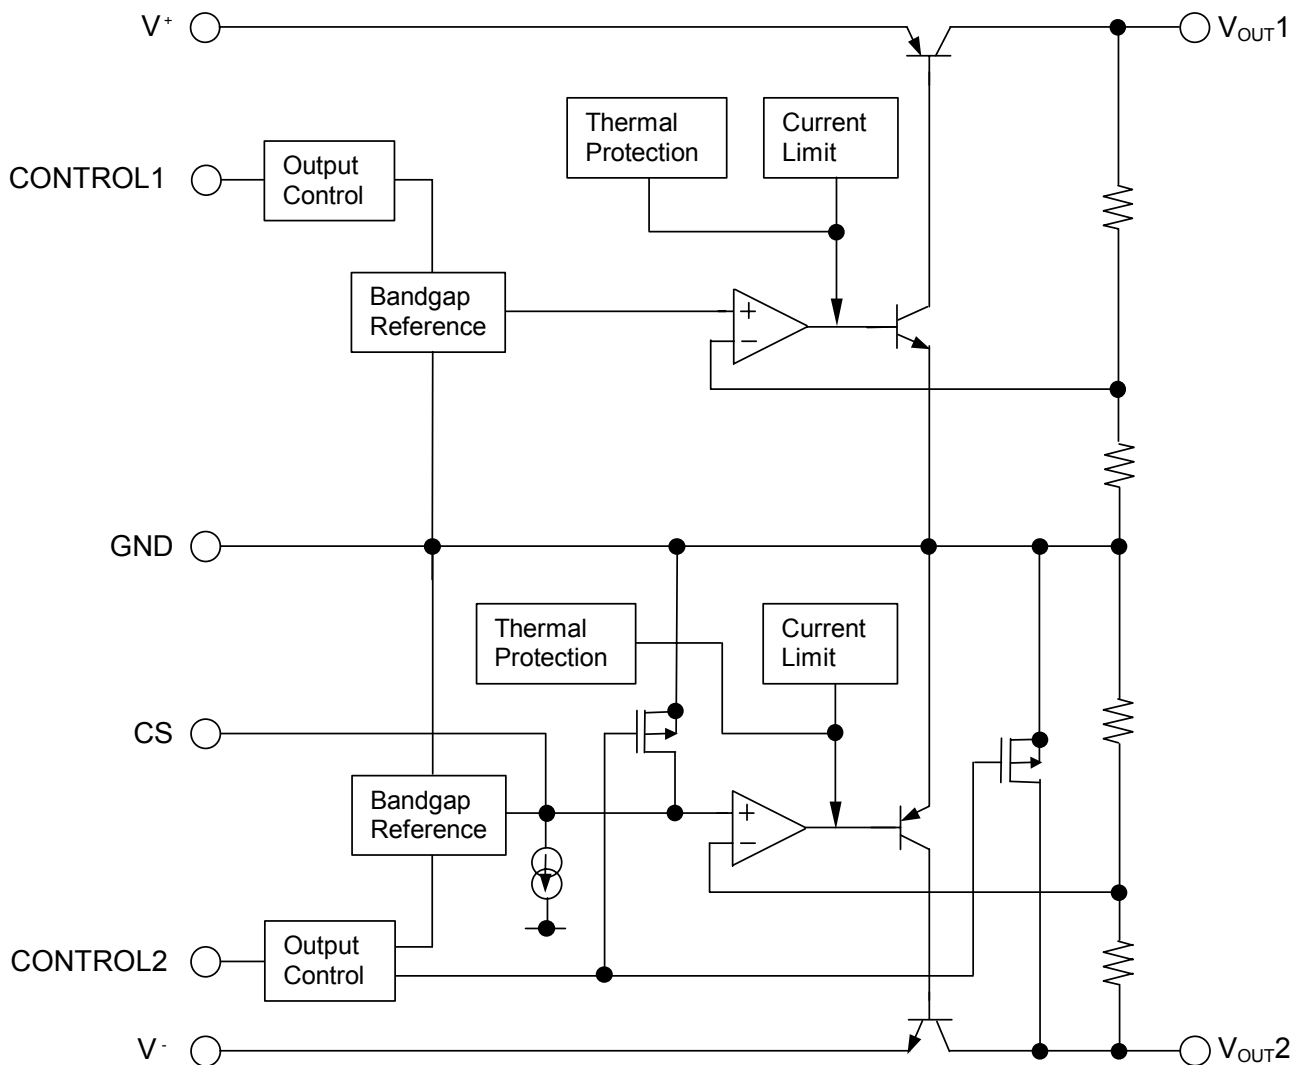 V+
VOUT1
Thermal
Protection
Current
Limit
CONTROL1
Output
Control
Bandgap
Reference
+
−
GND
Thermal
Protection
Current
Limit
CS
Bandgap
Reference
+
−
CONTROL2
Output
Control
V-
VOUT2